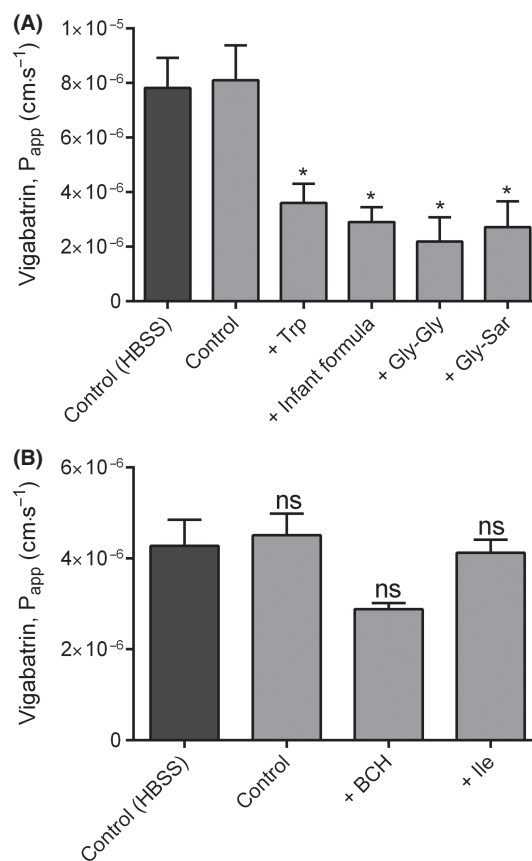 (A)
Vigabatrin, Papp (cm·s−1)
1×10-5
8×10-6
6×10-6
4×10-6
2×10-6
0
* * * *
Control (HBSS)
Control
+ Trp
+ Infant formula
+ Gly-Gly
+ Gly-Sar
(B)
Vigabatrin, Papp (cm·s−1)
6×10-6
4×10-6
2×10-6
0
ns ns ns
Control (HBSS)
Control
+ BCH
+ Ile